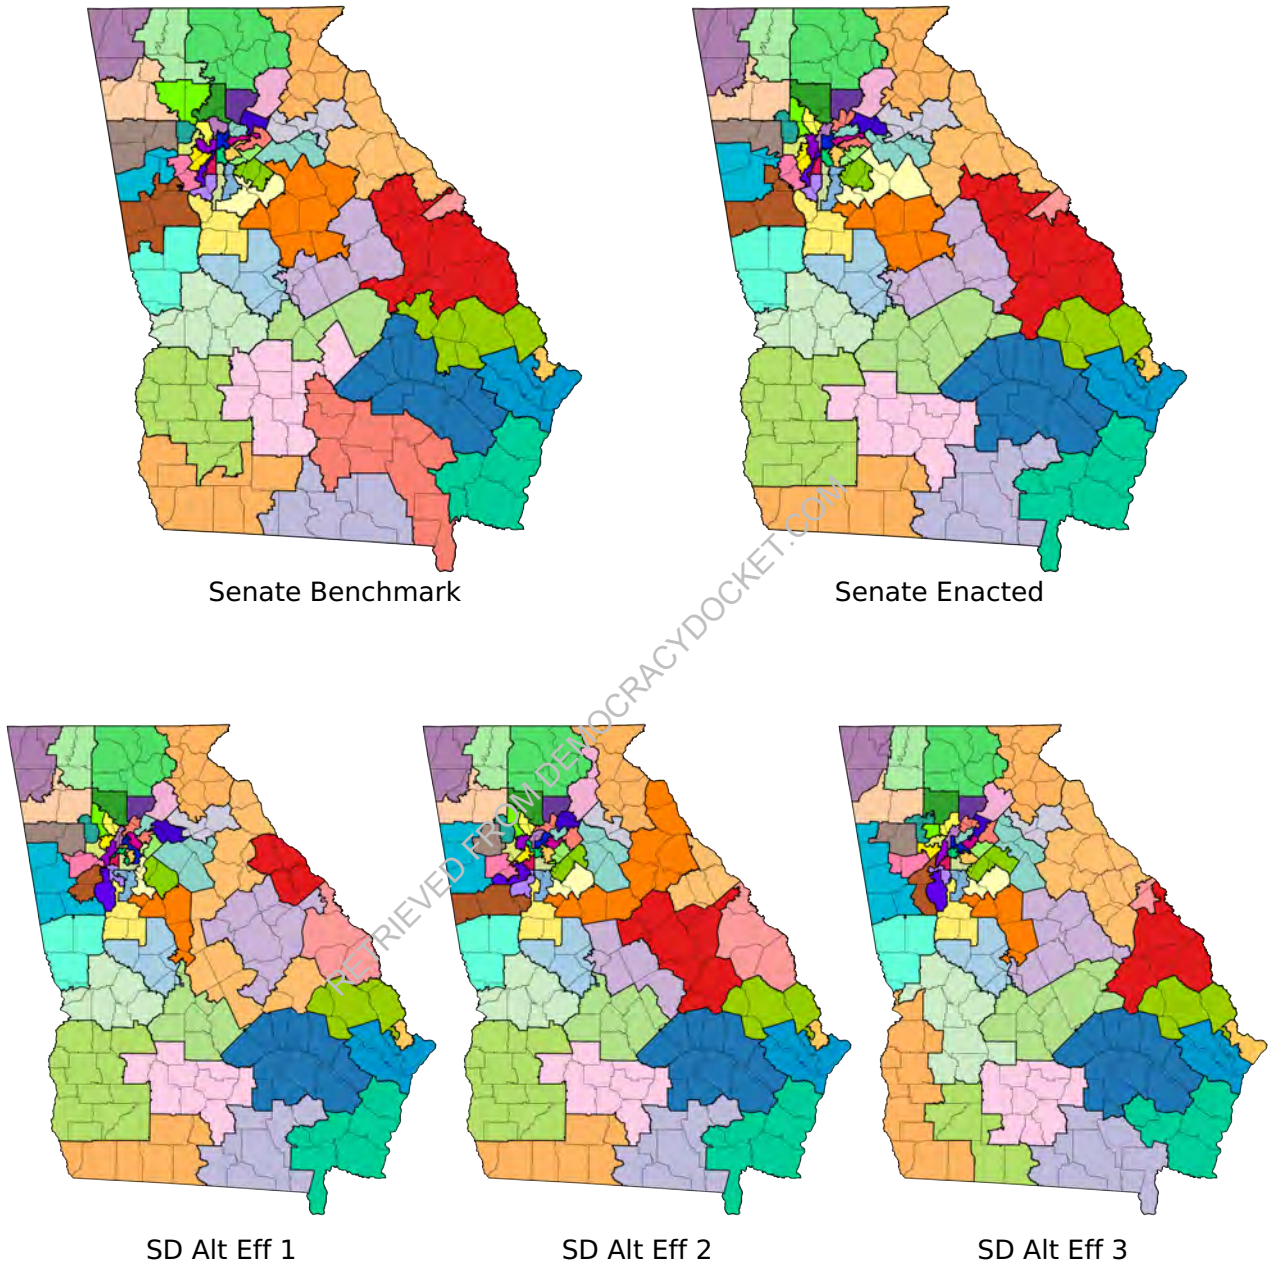 Senate Benchmark
Senate Enacted
RETRIEVED FROM DEMOCRACYDOCKET.COM
SD Alt Eff 1
SD Alt Eff 2
SD Alt Eff 3